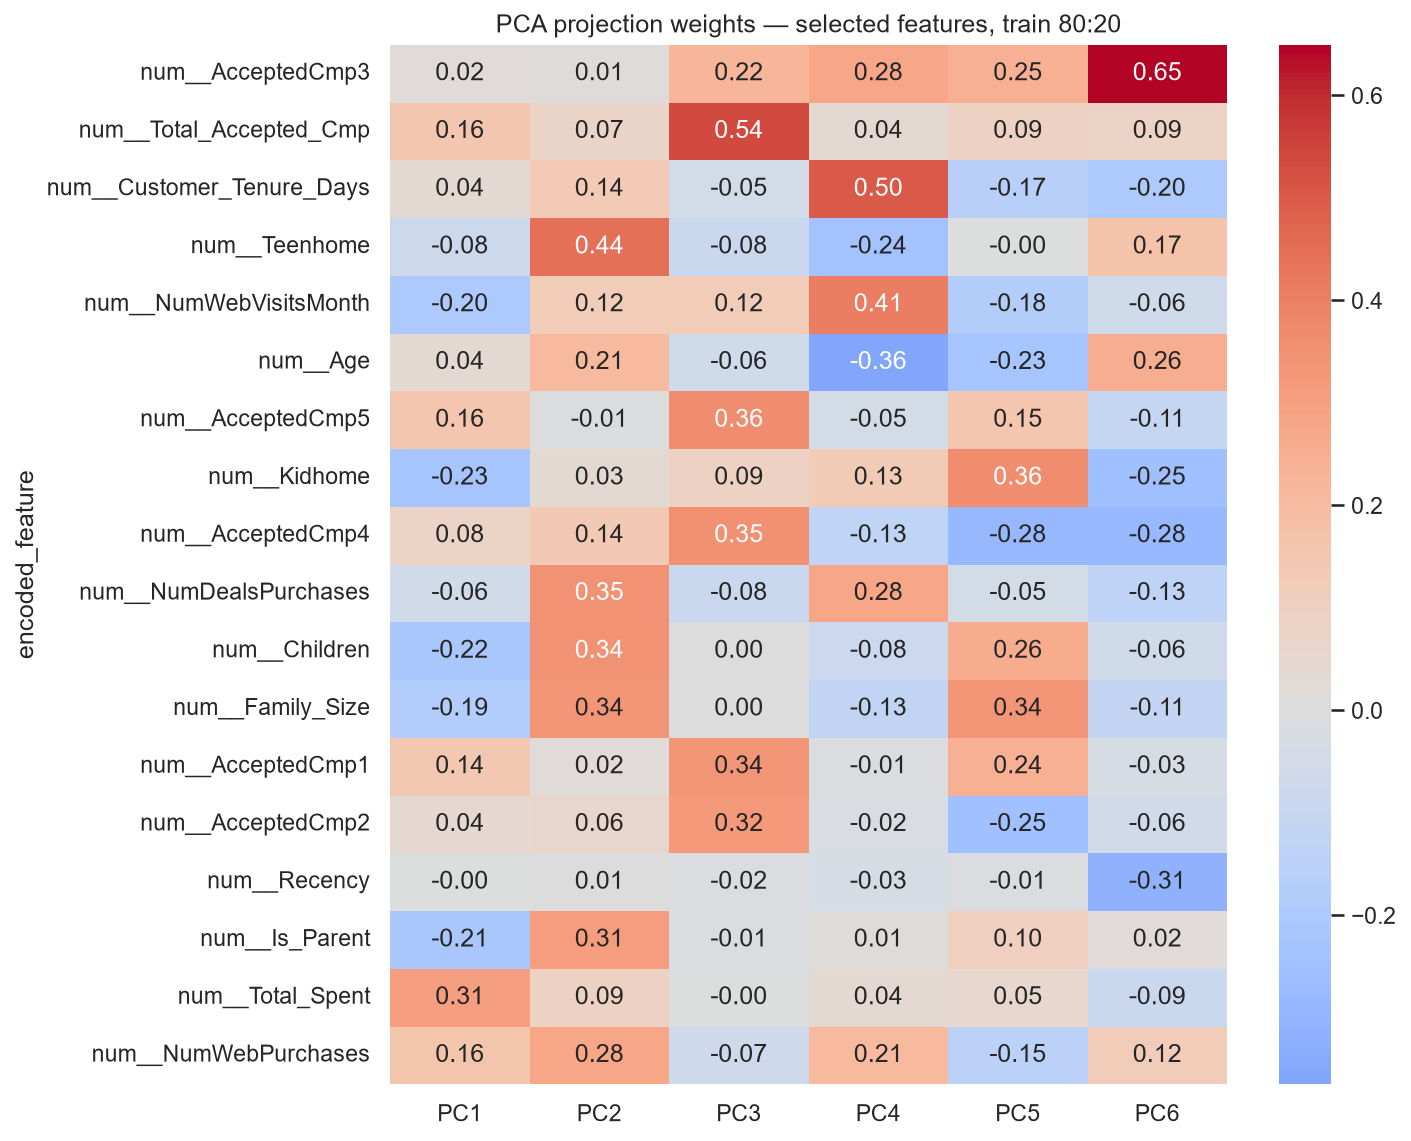 PCA projection weights — selected features, train 80:20
encoded_feature
num__AcceptedCmp3 0.02 0.01 0.22 0.28 0.25 0.65
num__Total_Accepted_Cmp 0.16 0.07 0.54 0.04 0.09 0.09
num__Customer_Tenure_Days 0.04 0.14 -0.05 0.50 -0.17 -0.20
num__Teenhome -0.08 0.44 -0.08 -0.24 -0.00 0.17
num__NumWebVisitsMonth -0.20 0.12 0.12 0.41 -0.18 -0.06
num__Age 0.04 0.21 -0.06 -0.36 -0.23 0.26
num__AcceptedCmp5 0.16 -0.01 0.36 -0.05 0.15 -0.11
num__Kidhome -0.23 0.03 0.09 0.13 0.36 -0.25
num__AcceptedCmp4 0.08 0.14 0.35 -0.13 -0.28 -0.28
num__NumDealsPurchases -0.06 0.35 -0.08 0.28 -0.05 -0.13
num__Children -0.22 0.34 0.00 -0.08 0.26 -0.06
num__Family_Size -0.19 0.34 0.00 -0.13 0.34 -0.11
num__AcceptedCmp1 0.14 0.02 0.34 -0.01 0.24 -0.03
num__AcceptedCmp2 0.04 0.06 0.32 -0.02 -0.25 -0.06
num__Recency -0.00 0.01 -0.02 -0.03 -0.01 -0.31
num__Is_Parent -0.21 0.31 -0.01 0.01 0.10 0.02
num__Total_Spent 0.31 0.09 -0.00 0.04 0.05 -0.09
num__NumWebPurchases 0.16 0.28 -0.07 0.21 -0.15 0.12
PC1 PC2 PC3 PC4 PC5 PC6
0.6
0.4
0.2
0.0
−0.2